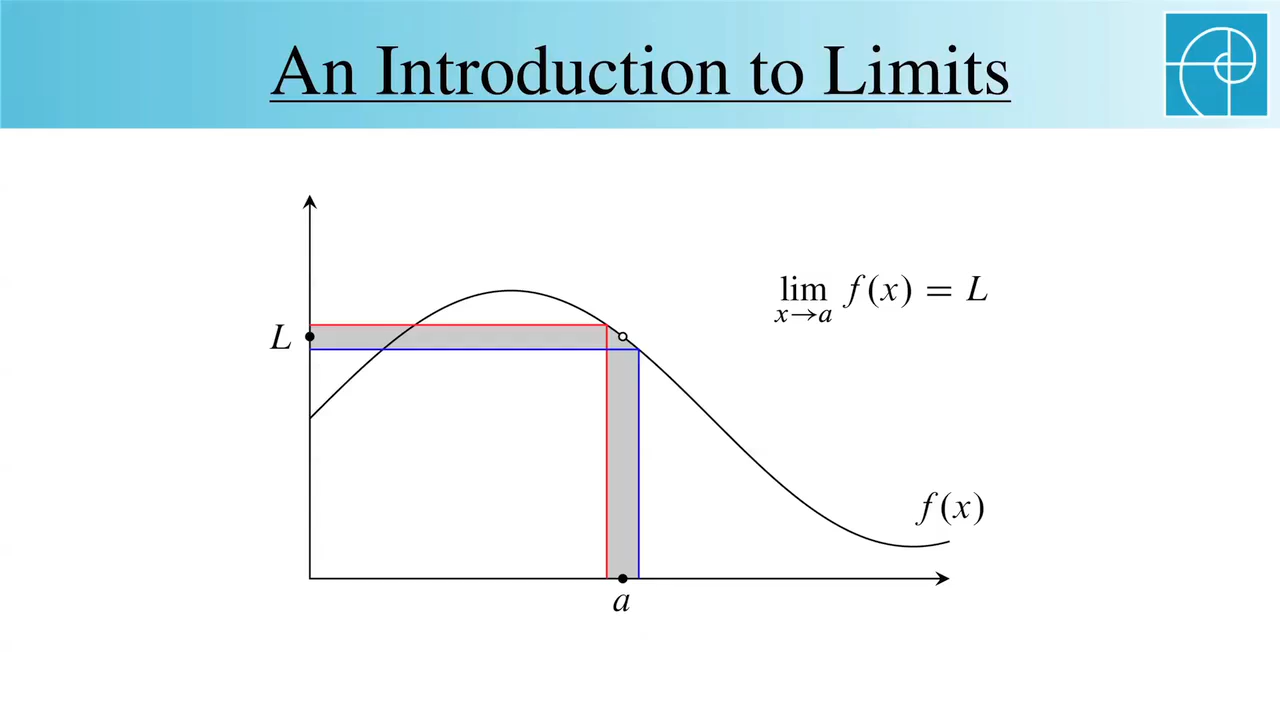 An Introduction to Limits
lim f(x) = L
x→a
L
f(x)
a